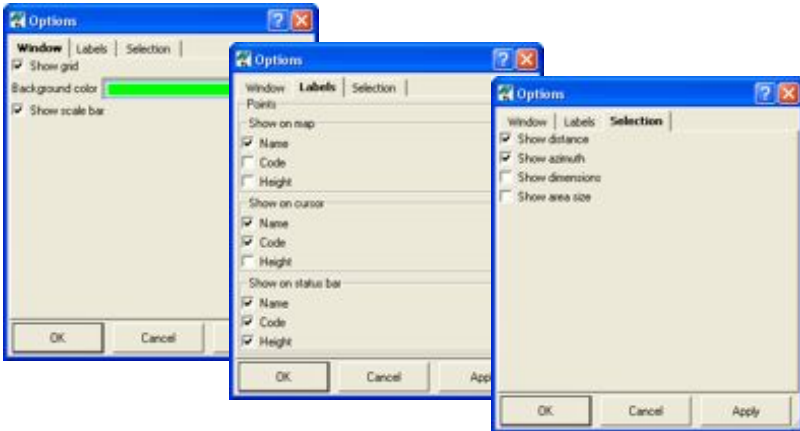 Options
Window Labels Selection
Show grid
Background color
Show scale bar
OK Cancel
Options
Window Labels Selection
Points
Show on map
Name
Code
Height
Show on cursor
Name
Code
Height
Show on status bar
Name
Code
Height
OK Cancel App
Options
Window Labels Selection
Show distance
Show azimuth
Show dimensions
Show area size
OK Cancel Apply